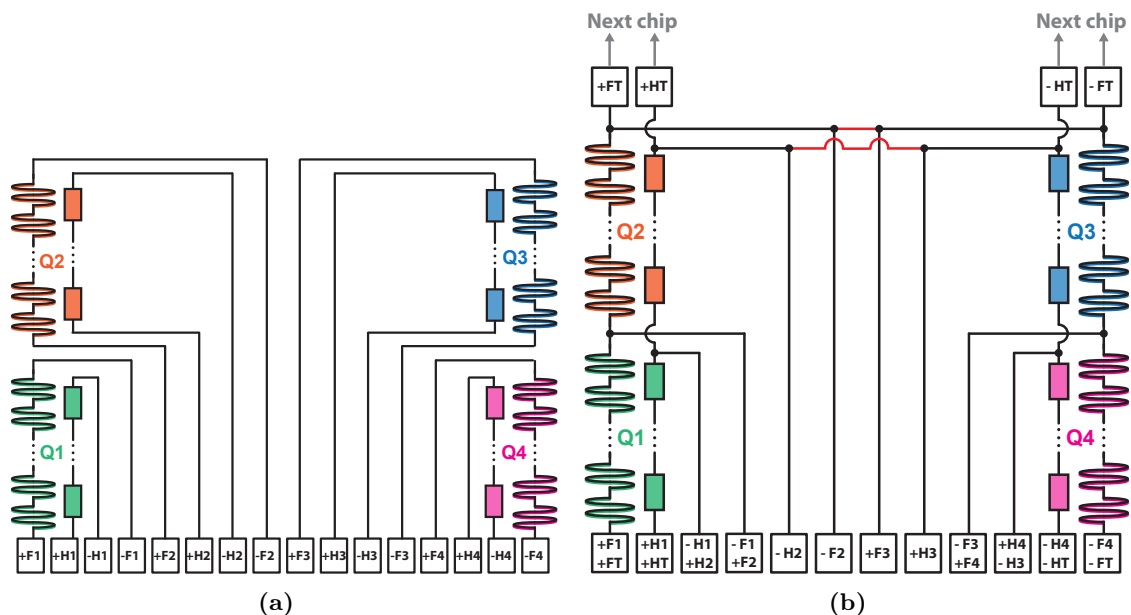 Next chip
Next chip
+FT
+HT
- HT
- FT
Q2
Q3
Q1
Q4
+F1
+H1
-H1
-F1
+F2
+H2
-H2
-F2
+F3
+H3
-H3
-F3
+F4
+H4
-H4
-F4
(a)
Q2
Q3
Q1
Q4
+F1
+FT
+H1
+HT
- H1
+H2
- F1
+F2
- H2
- F2
+F3
+H3
- F3
+F4
+H4
- H3
- H4
- HT
- F4
- FT
(b)